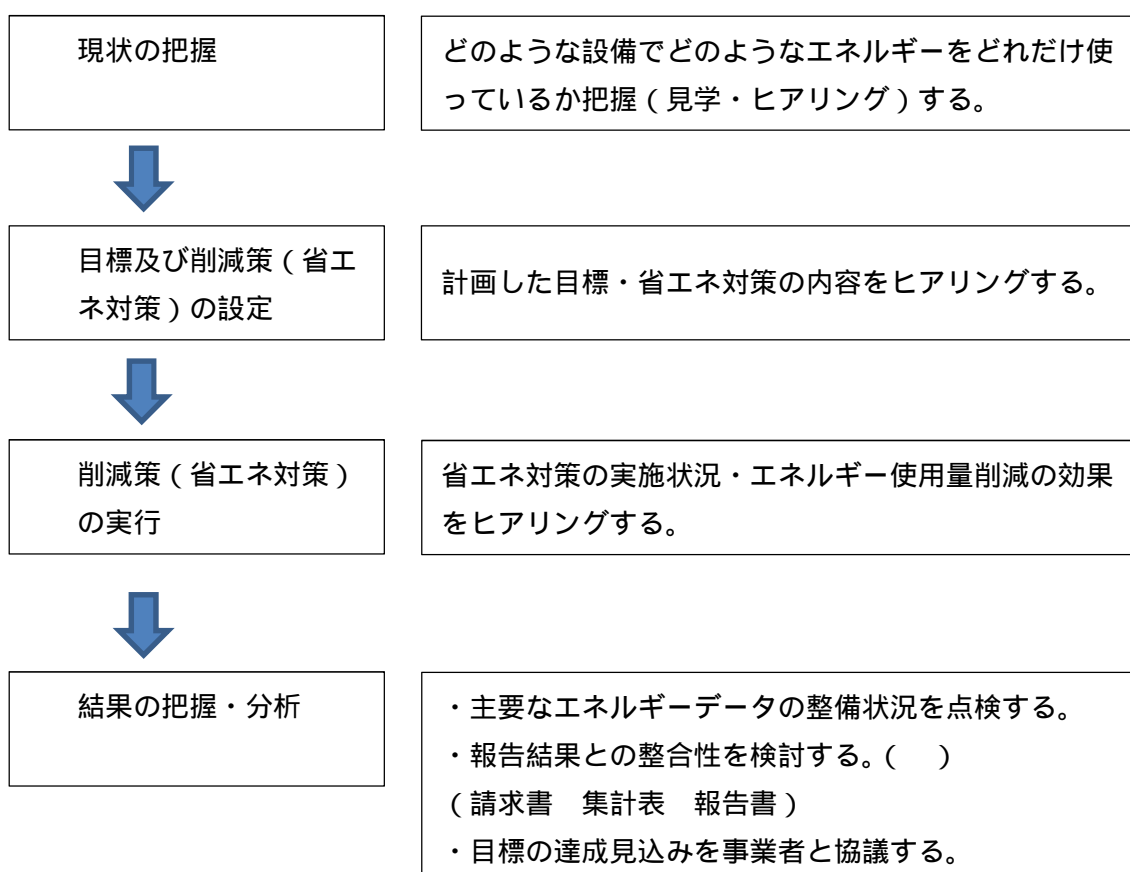 現状の把握
どのような設備でどのようなエネルギーをどれだけ使
っているか把握（見学・ヒアリング）する。
目標及び削減策（省エ
ネ対策）の設定
計画した目標・省エネ対策の内容をヒアリングする。
削減策（省エネ対策）
の実行
省エネ対策の実施状況・エネルギー使用量削減の効果
をヒアリングする。
結果の把握・分析
・主要なエネルギーデータの整備状況を点検する。
・報告結果との整合性を検討する。（　）
（請求書　集計表　報告書）
・目標の達成見込みを事業者と協議する。